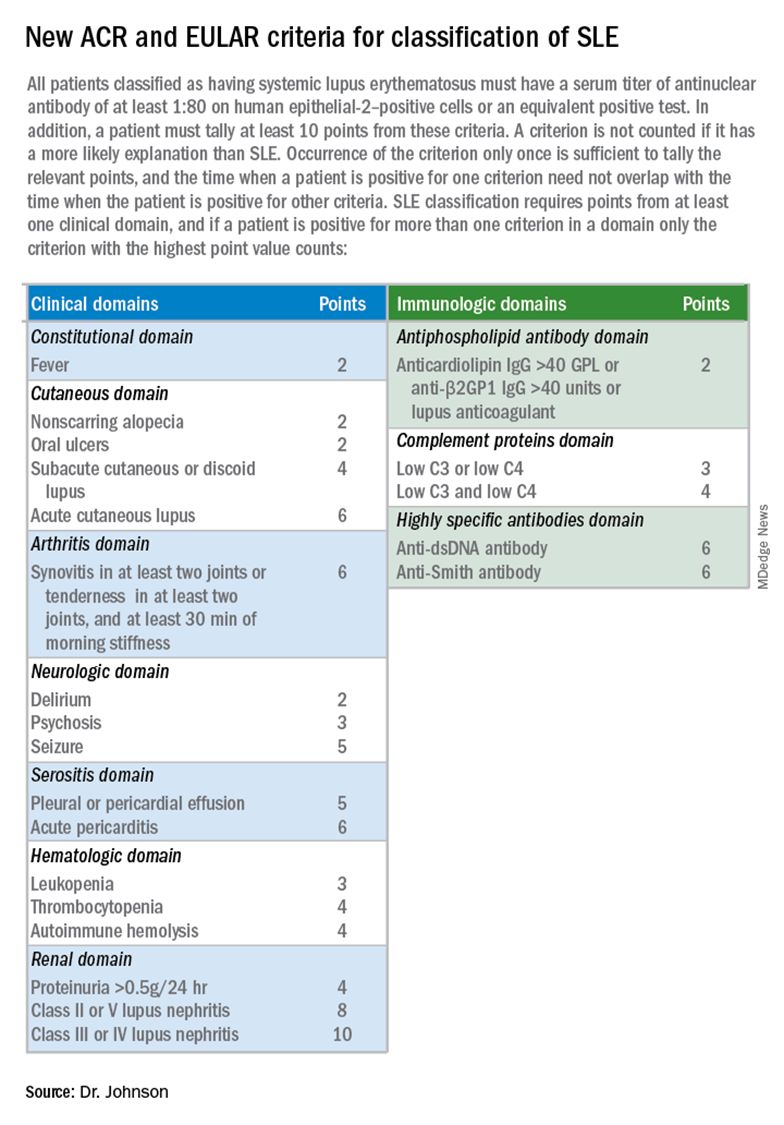 New ACR and EULAR criteria for classification of SLE
All patients classified as having systemic lupus erythematosus must have a serum titer of antinuclear
antibody of at least 1:80 on human epithelial-2–positive cells or an equivalent positive test. In
addition, a patient must tally at least 10 points from these criteria. A criterion is not counted if it has
a more likely explanation than SLE. Occurrence of the criterion only once is sufficient to tally the
relevant points, and the time when a patient is positive for one criterion need not overlap with the
time when the patient is positive for other criteria. SLE classification requires points from at least
one clinical domain, and if a patient is positive for more than one criterion in a domain only the
criterion with the highest point value counts:
Clinical domains Points
Constitutional domain
Fever 2
Cutaneous domain
Nonscarring alopecia 2
Oral ulcers 2
Subacute cutaneous or discoid 4
lupus
Acute cutaneous lupus 6
Arthritis domain
Synovitis in at least two joints or 6
tenderness in at least two
joints, and at least 30 min of
morning stiffness
Neurologic domain
Delirium 2
Psychosis 3
Seizure 5
Serositis domain
Pleural or pericardial effusion 5
Acute pericarditis 6
Hematologic domain
Leukopenia 3
Thrombocytopenia 4
Autoimmune hemolysis 4
Renal domain
Proteinuria >0.5g/24 hr 4
Class II or V lupus nephritis 8
Class III or IV lupus nephritis 10
Immunologic domains Points
Antiphospholipid antibody domain
Anticardiolipin IgG >40 GPL or 2
anti-β2GP1 IgG >40 units or
lupus anticoagulant
Complement proteins domain
Low C3 or low C4 3
Low C3 and low C4 4
Highly specific antibodies domain
Anti-dsDNA antibody 6
Anti-Smith antibody 6
MDedge News
Source: Dr. Johnson